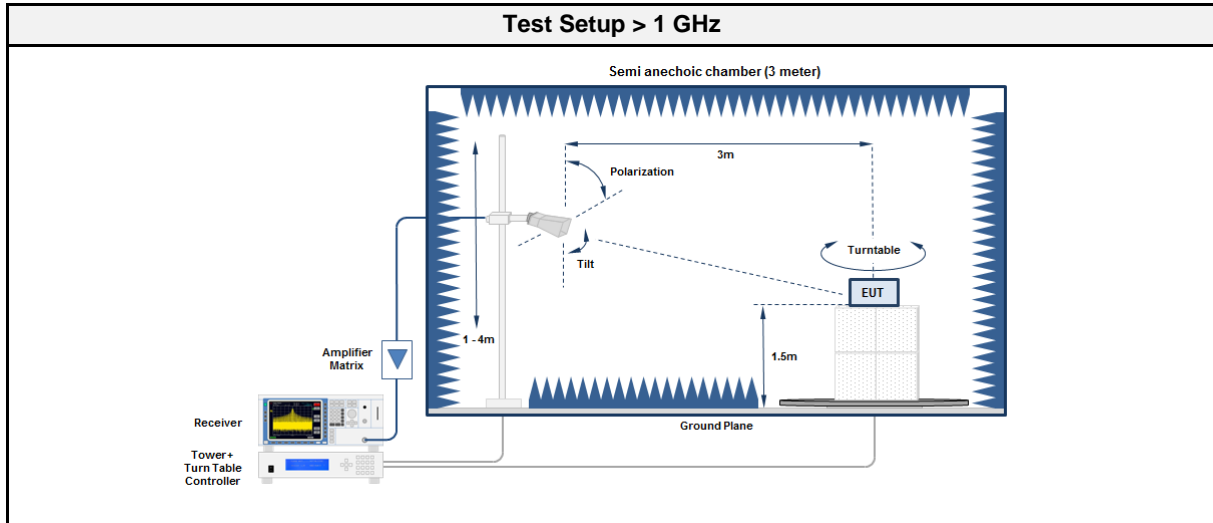 Test Setup > 1 GHz
Semi anechoic chamber (3 meter)
3m
Polarization
Tilt
Turntable
EUT
1 - 4m
1.5m
Amplifier
Matrix
Receiver
Ground Plane
Tower+
Turn Table
Controller